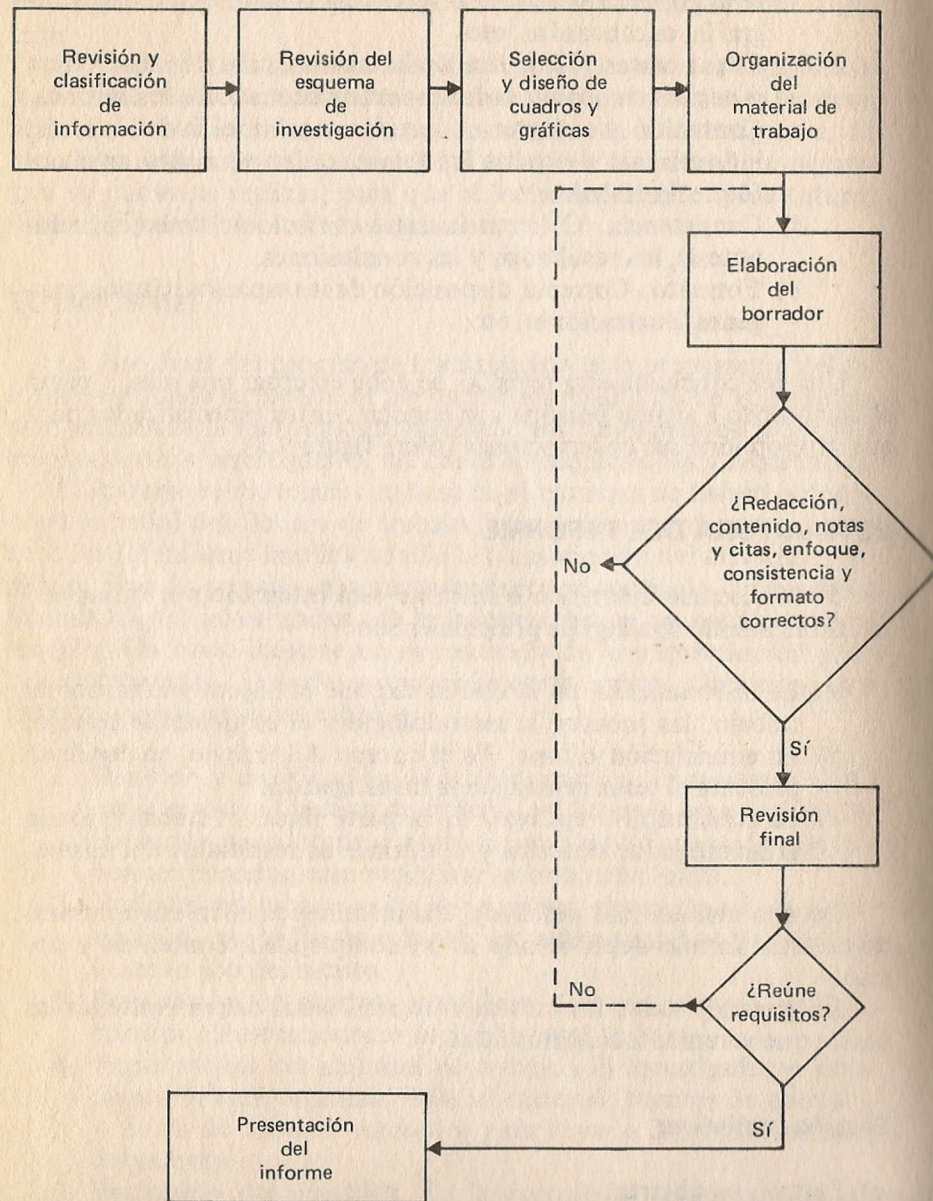 Revisión y
clasificación
de
información
Revisión del
esquema
de
investigación
Selección
y diseño de
cuadros y
gráficas
Organización
del
material de
trabajo
Elaboración
del
borrador
¿Redacción,
contenido, notas
y citas, enfoque,
consistencia y
formato
correctos?
No
Sí
Revisión
final
¿Reúne
requisitos?
No
Sí
Presentación
del
informe